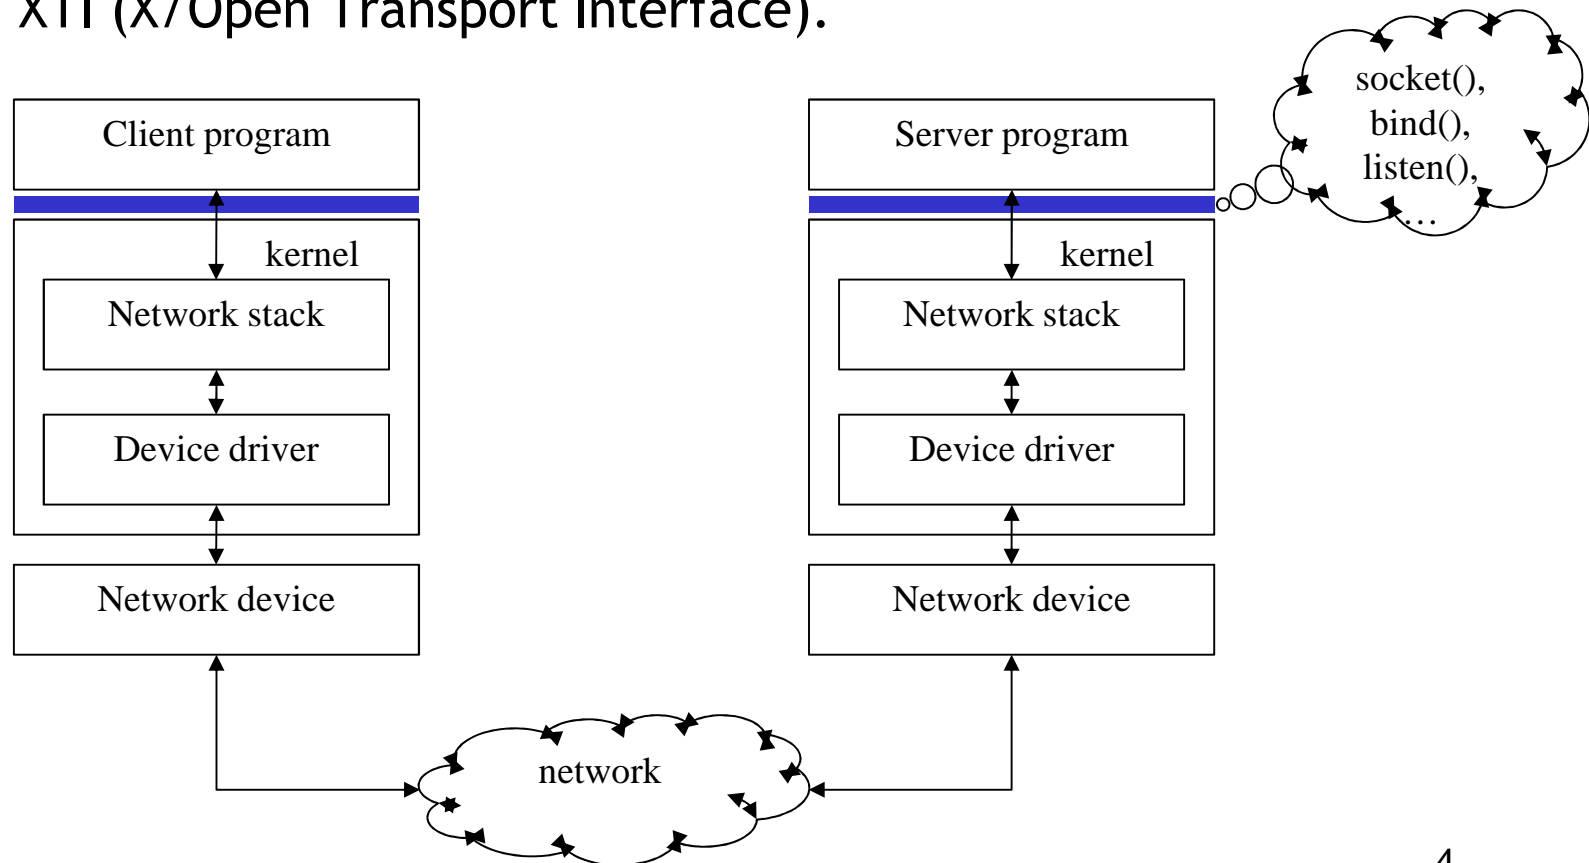 XTI (X/Open Transport Interface).
Client program
Server program
socket(),
bind(),
listen(),
…
kernel
kernel
Network stack
Network stack
Device driver
Device driver
Network device
Network device
network
4